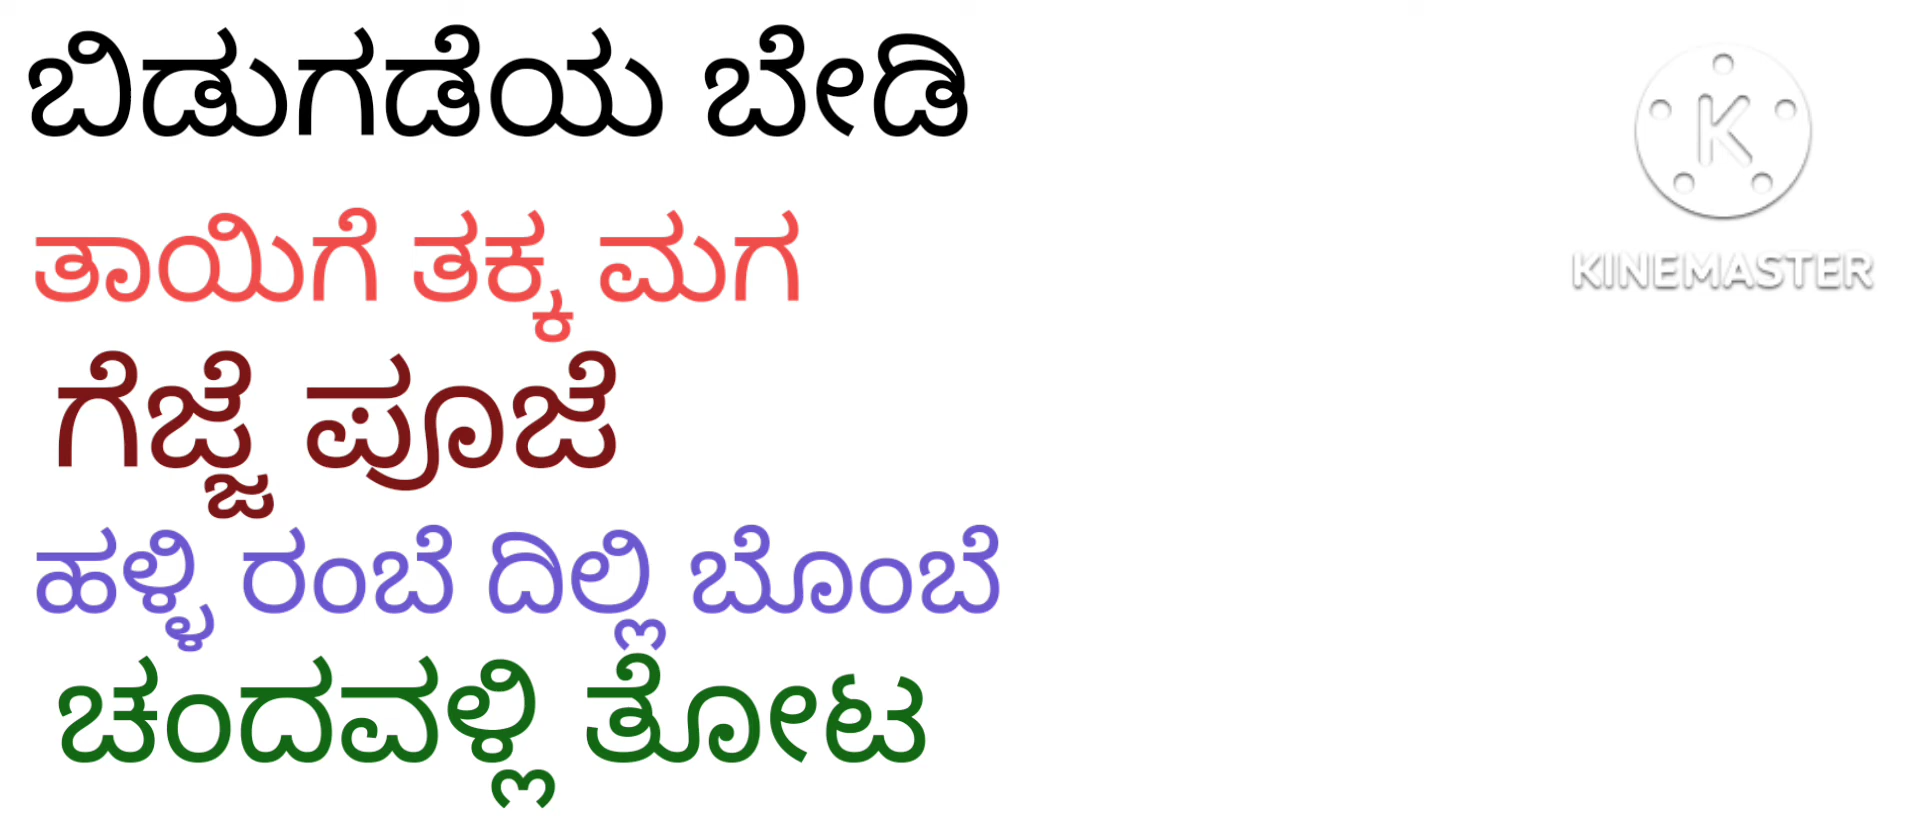 ಬಿಡುಗಡೆಯ ಬೇಡಿ
ತಾಯಿಗೆ ತಕ್ಕ ಮಗ
ಗೆಜ್ಜೆ ಪೂಜೆ
ಹಳ್ಳಿ ರಂಬೆ ದಿಲ್ಲಿ ಬೊಂಬೆ
ಚಂದವಳ್ಲಿ ತೋಟ
K
KINEMASTER